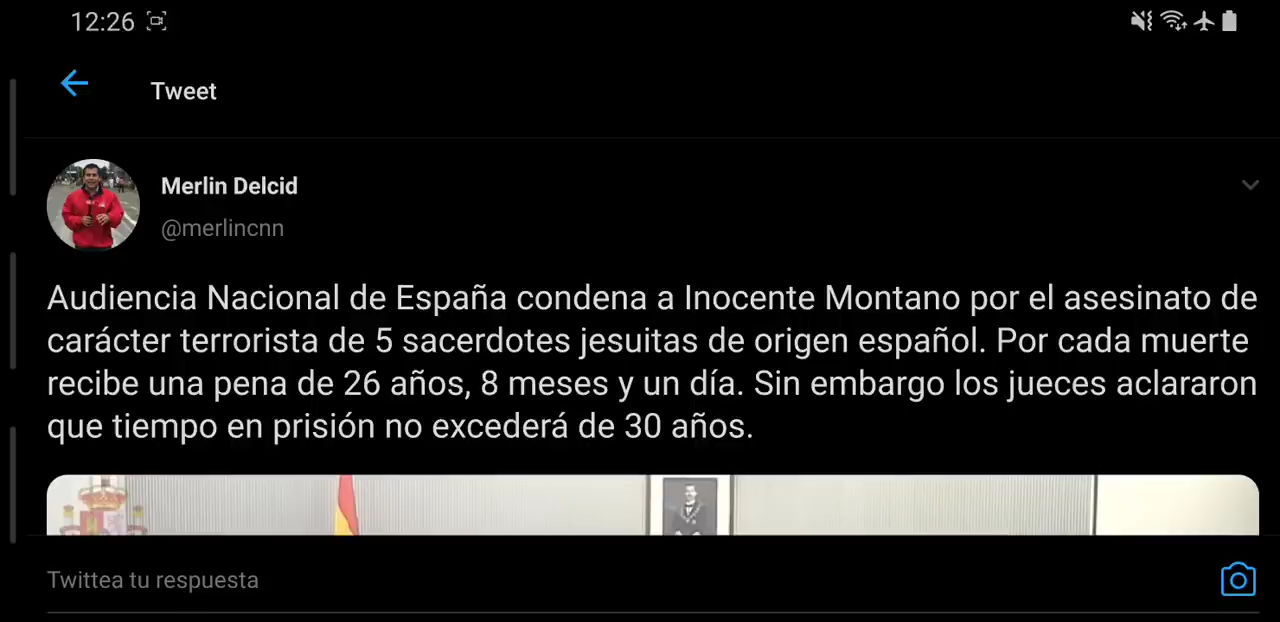 12:26
Tweet
Merlin Delcid
@merlincnn
Audiencia Nacional de España condena a Inocente Montano por el asesinato de
carácter terrorista de 5 sacerdotes jesuitas de origen español. Por cada muerte
recibe una pena de 26 años, 8 meses y un día. Sin embargo los jueces aclararon
que tiempo en prisión no excederá de 30 años.
Twittea tu respuesta